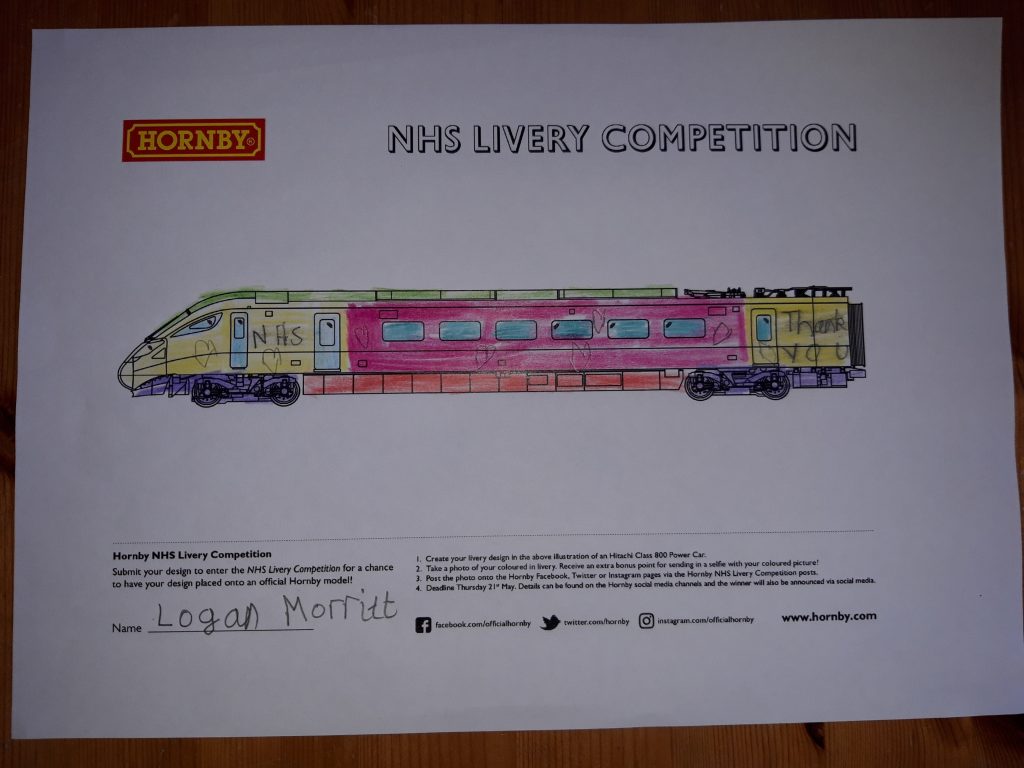 HORNBY®
NHS LIVERY COMPETITION
NHS
Thank
you
Hornby NHS Livery Competition
Submit your design to enter the NHS Livery Competition for a chance
to have your design placed onto an official Hornby model!
Name Logan Morritt
1. Create your livery design in the above illustration of an Hitachi Class 800 Power Car.
2. Take a photo of your coloured in livery. Receive an extra bonus point for sending in a selfie with your coloured picture!
3. Post the photo onto the Hornby Facebook, Twitter or Instagram pages via the Hornby NHS Livery Competition posts.
4. Deadline Thursday 21st May. Details can be found on the Hornby social media channels and the winner will also be announced via social media.
facebook.com/officialhornby twitter.com/hornby instagram.com/officialhornby www.hornby.com